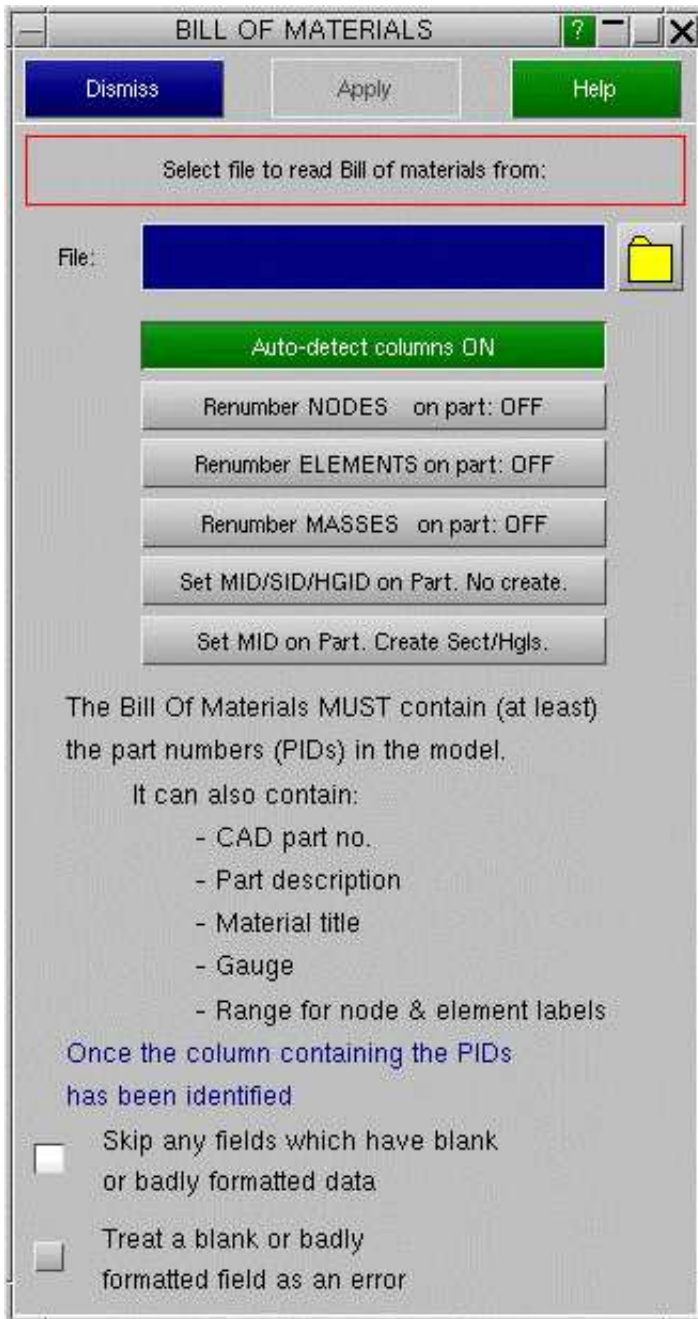 BILL OF MATERIALS ?
Dismiss Apply Help
Select file to read Bill of materials from:
File:
Auto-detect columns ON
Renumber NODES on part: OFF
Renumber ELEMENTS on part: OFF
Renumber MASSES on part: OFF
Set MID/SID/HGID on Part. No create.
Set MID on Part. Create Sect/Hgls.
The Bill Of Materials MUST contain (at least)
the part numbers (PIDs) in the model.
It can also contain:
- CAD part no.
- Part description
- Material title
- Gauge
- Range for node & element labels
Once the column containing the PIDs
has been identified
Skip any fields which have blank
or badly formatted data
Treat a blank or badly
formatted field as an error